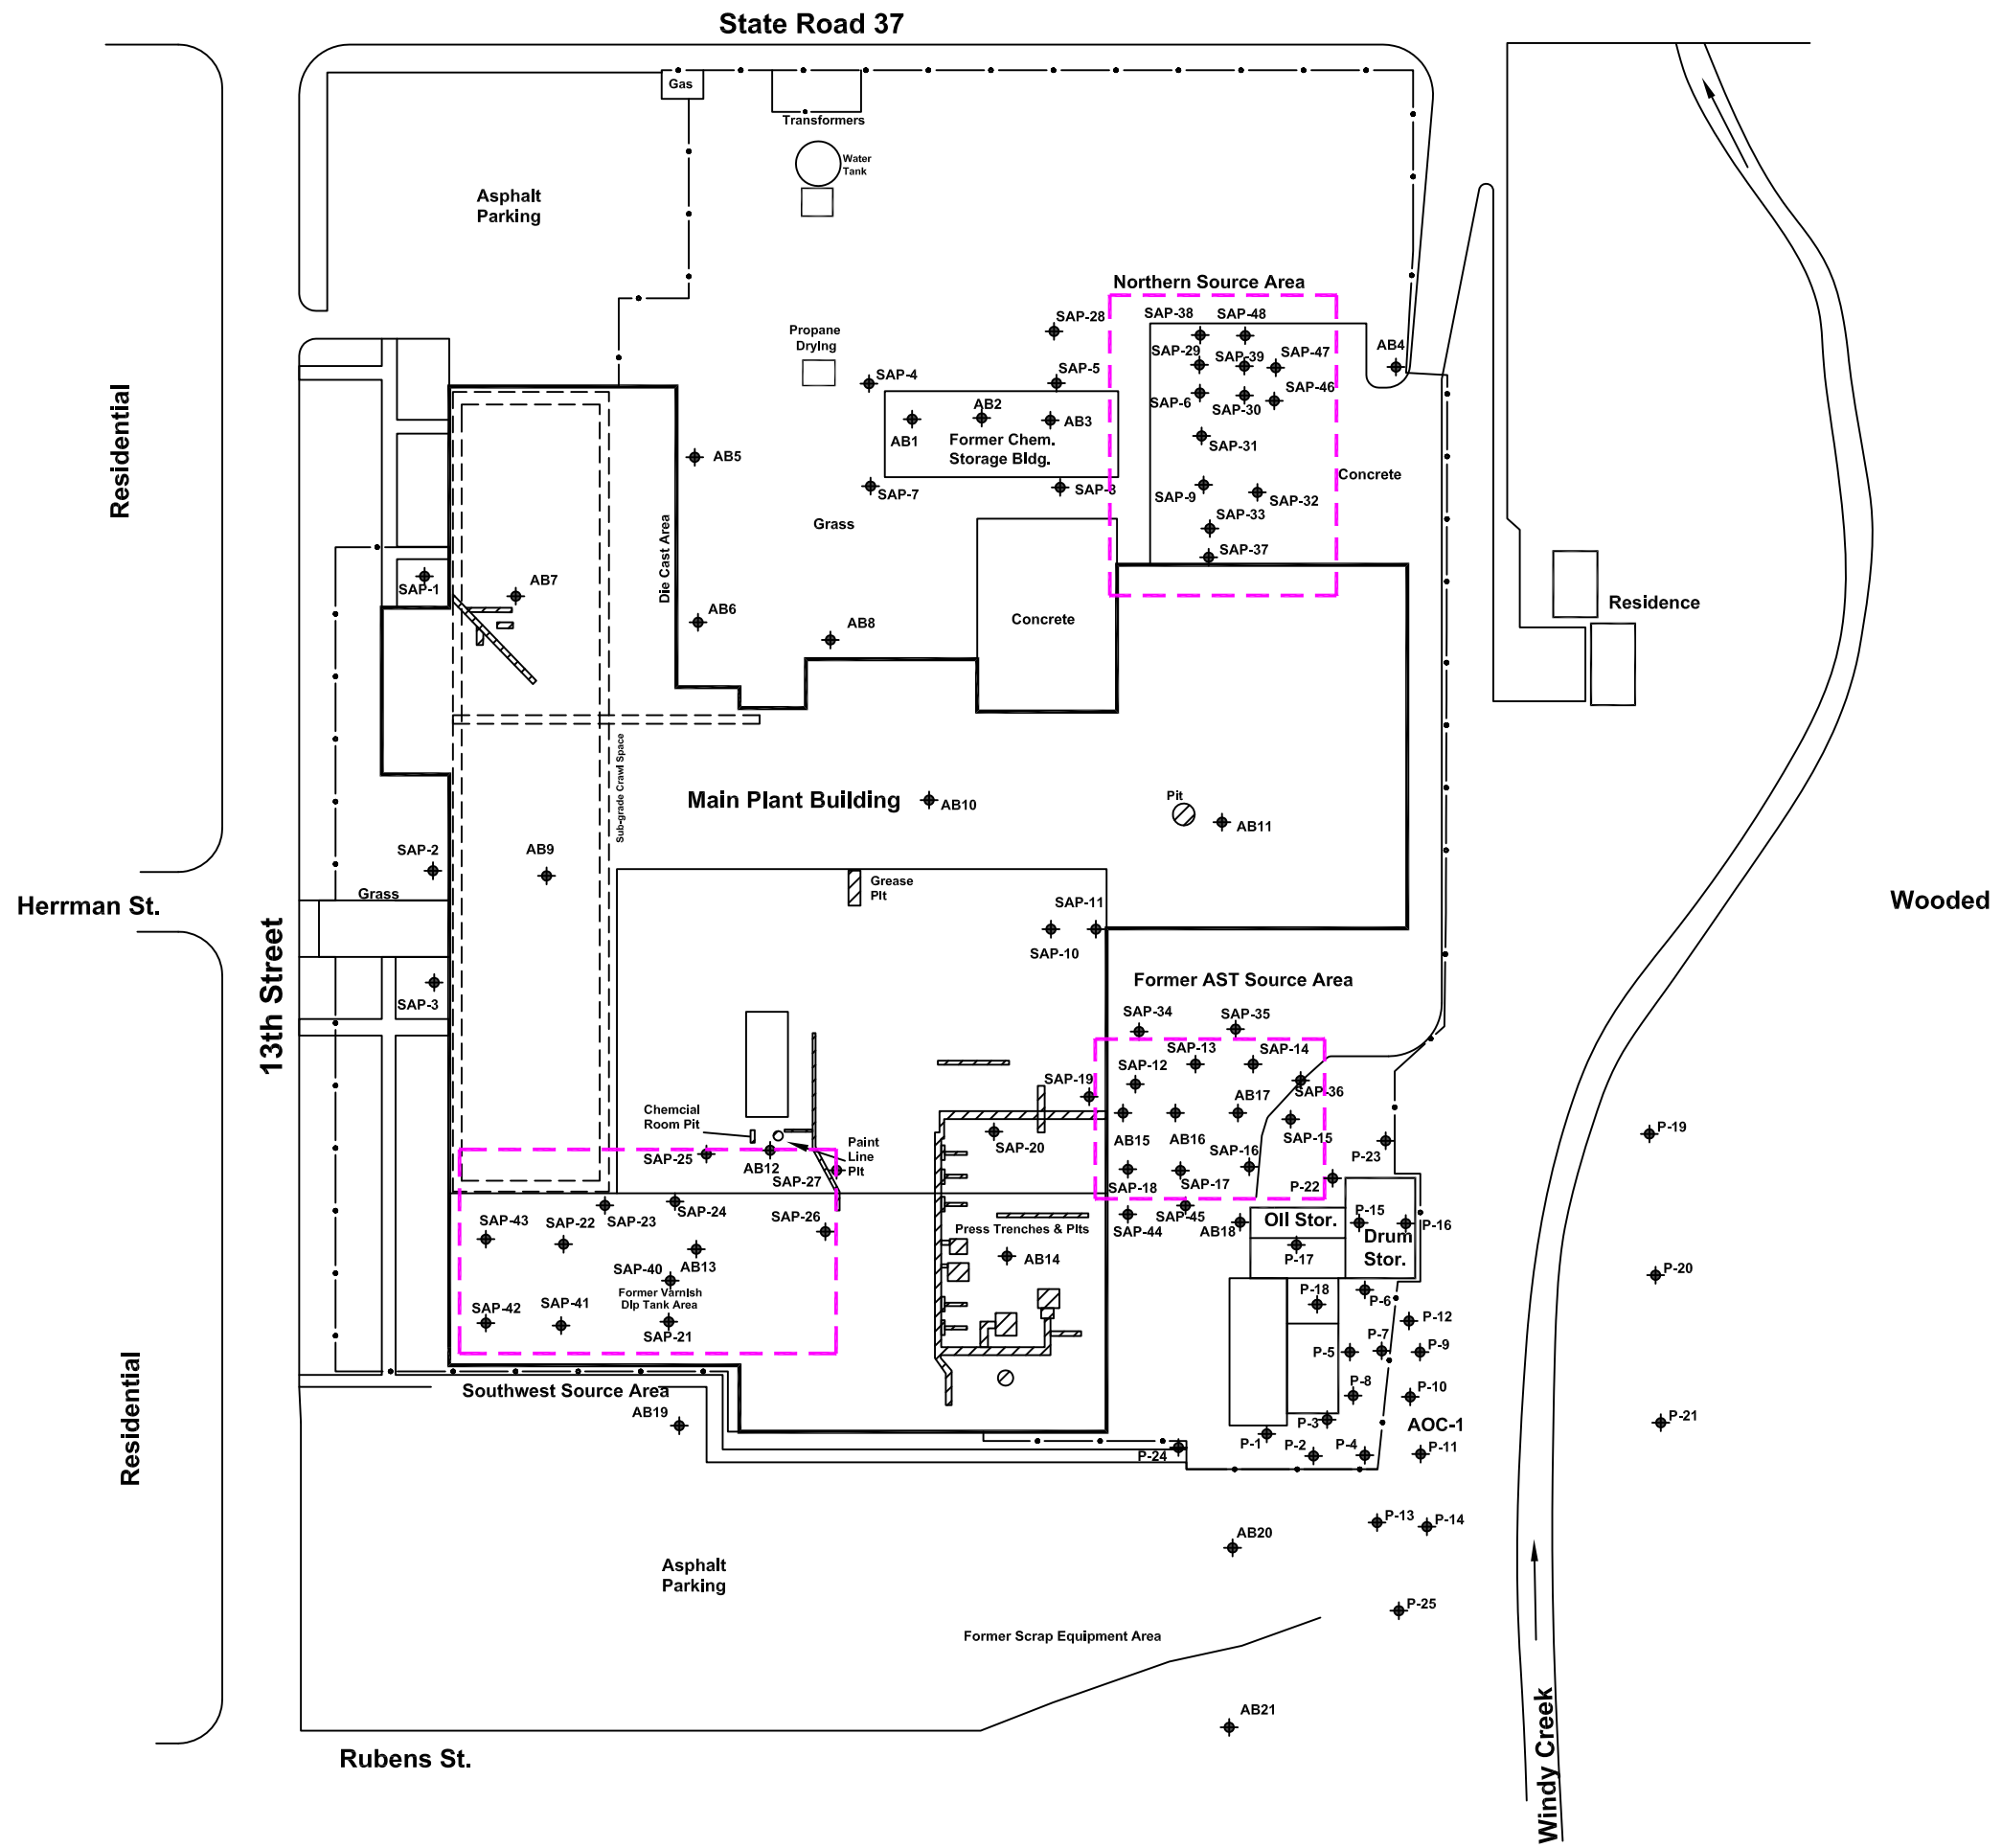 State Road 37
Gas
Transformers
Water
Tank
Asphalt
Parking
Northern Source Area
SAP-28
SAP-38
SAP-48
Propane
Drying
SAP-29
SAP-39
SAP-47
AB4
SAP-4
SAP-5
SAP-6
SAP-30
SAP-46
AB1
AB2
AB3
Former Chem.
Storage Bldg.
SAP-31
Residential
AB5
Concrete
SAP-7
SAP-8
SAP-9
SAP-32
Grass
SAP-33
SAP-37
Die Cast Area
SAP-1
AB7
AB6
AB8
Concrete
Residence
Sub-grade Crawl Space
Main Plant Building
AB10
Pit
AB11
SAP-2
AB9
Grass
Grease
Pit
Herrman St.
Wooded
SAP-11
SAP-10
13th Street
SAP-3
Former AST Source Area
SAP-34
SAP-35
SAP-12
SAP-13
SAP-14
SAP-19
SAP-36
AB17
Chemcial
Room Pit
Paint
Line
Pit
SAP-20
AB15
AB16
SAP-15
P-19
SAP-25
AB12
SAP-27
SAP-16
P-23
SAP-18
SAP-17
P-22
SAP-43
SAP-22
SAP-23
SAP-24
SAP-26
Press Trenches & Pits
SAP-44
SAP-45
AB18
Oil Stor.
P-15
P-16
Drum
Stor.
P-17
SAP-40
AB13
AB14
P-20
Former Varnish
Dip Tank Area
SAP-42
SAP-41
SAP-21
P-18
P-6
P-12
P-5
P-7
P-9
Residential
Southwest Source Area
AB19
P-8
P-10
P-3
AOC-1
P-21
P-24
P-1
P-2
P-4
P-11
P-13
P-14
AB20
Asphalt
Parking
P-25
Former Scrap Equipment Area
AB21
Rubens St.
Windy Creek